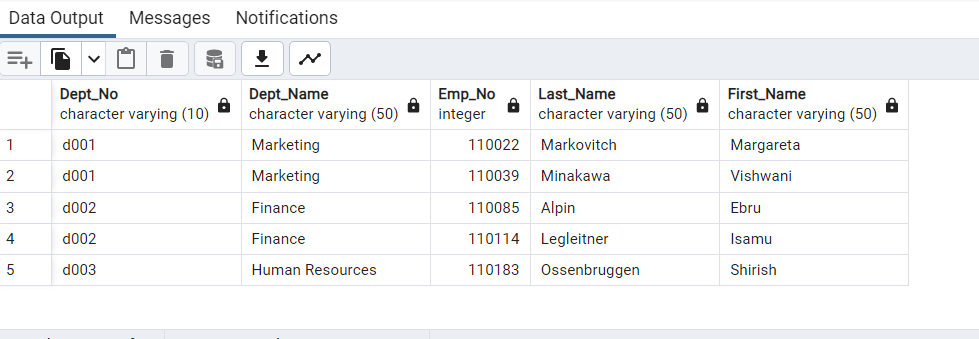 Data Output Messages Notifications
Dept_No Dept_Name Emp_No Last_Name First_Name
character varying (10) character varying (50) integer character varying (50) character varying (50)
1 d001 Marketing 110022 Markovitch Margareta
2 d001 Marketing 110039 Minakawa Vishwani
3 d002 Finance 110085 Alpin Ebru
4 d002 Finance 110114 Legleitner Isamu
5 d003 Human Resources 110183 Ossenbruggen Shirish